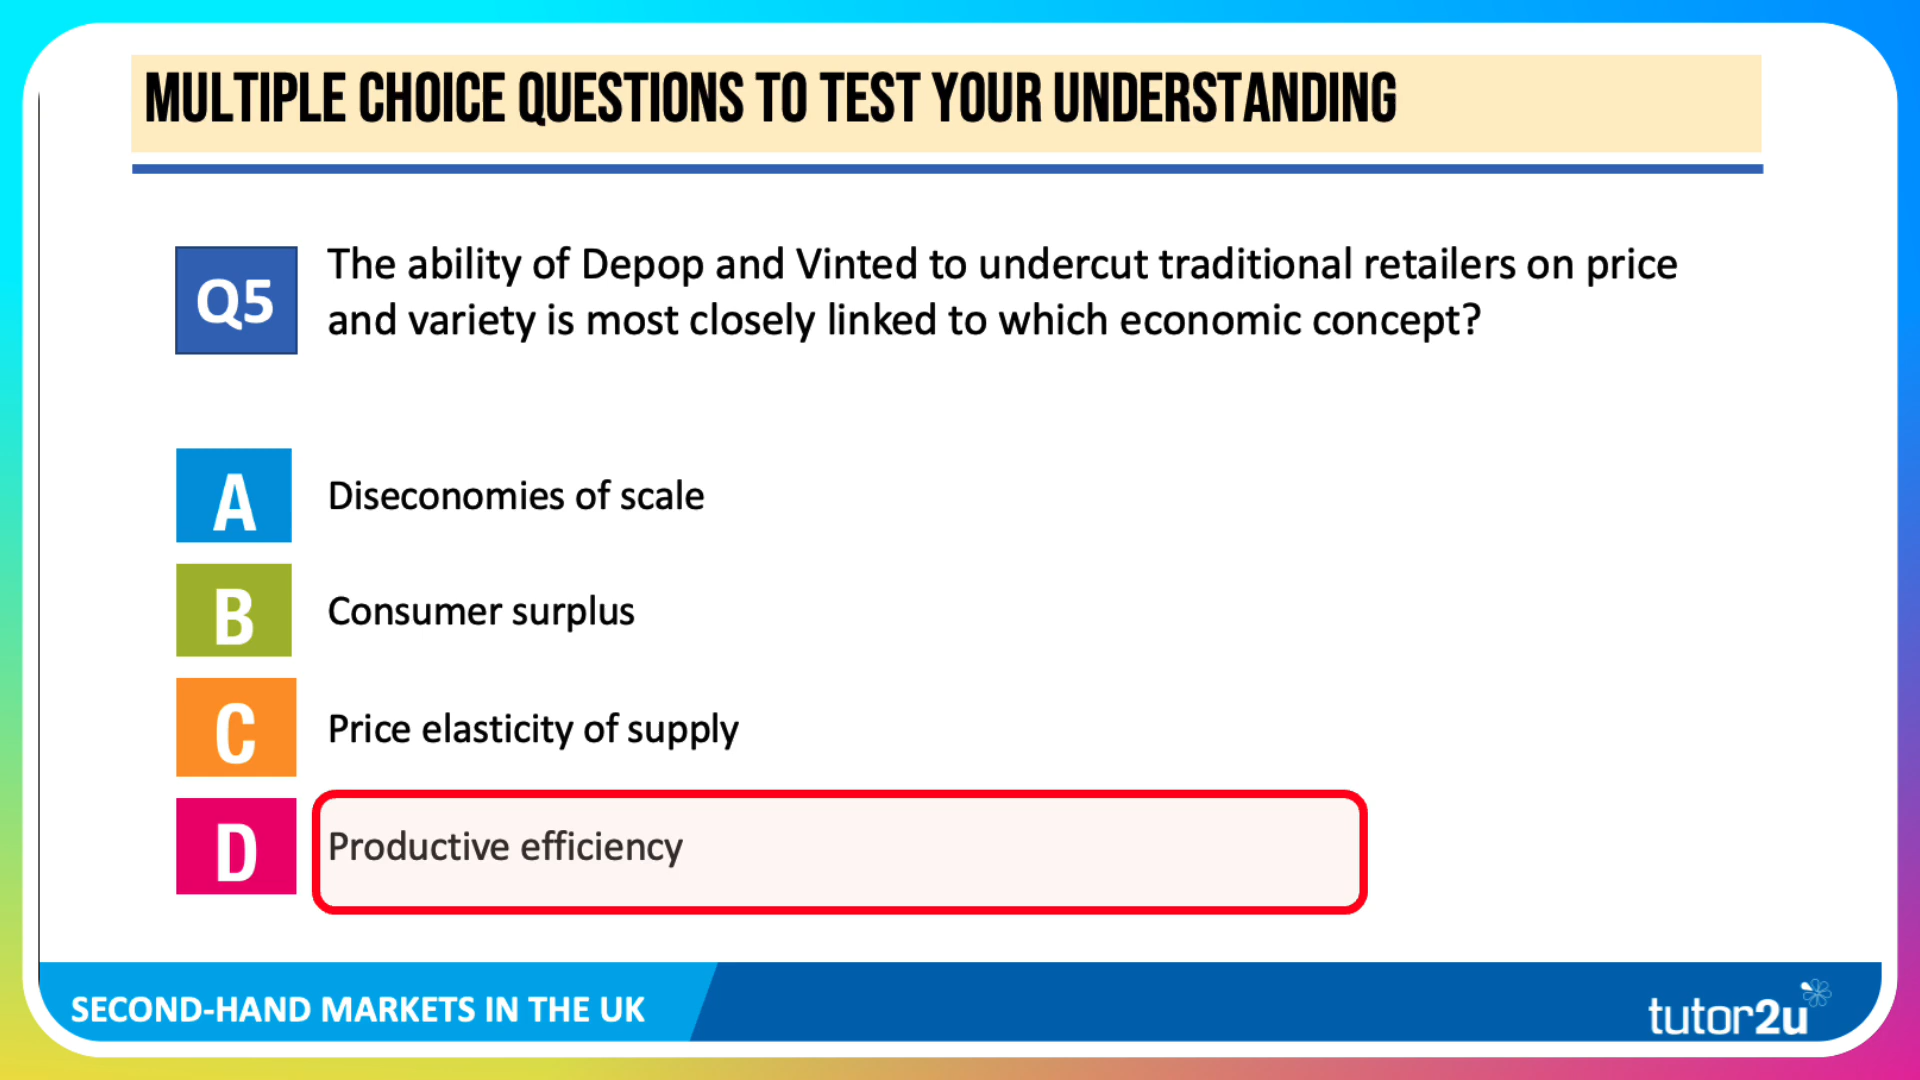 MULTIPLE CHOICE QUESTIONS TO TEST YOUR UNDERSTANDING
Q5
The ability of Depop and Vinted to undercut traditional retailers on price
and variety is most closely linked to which economic concept?
A
Diseconomies of scale
B
Consumer surplus
C
Price elasticity of supply
D
Productive efficiency
SECOND-HAND MARKETS IN THE UK
tutor2u